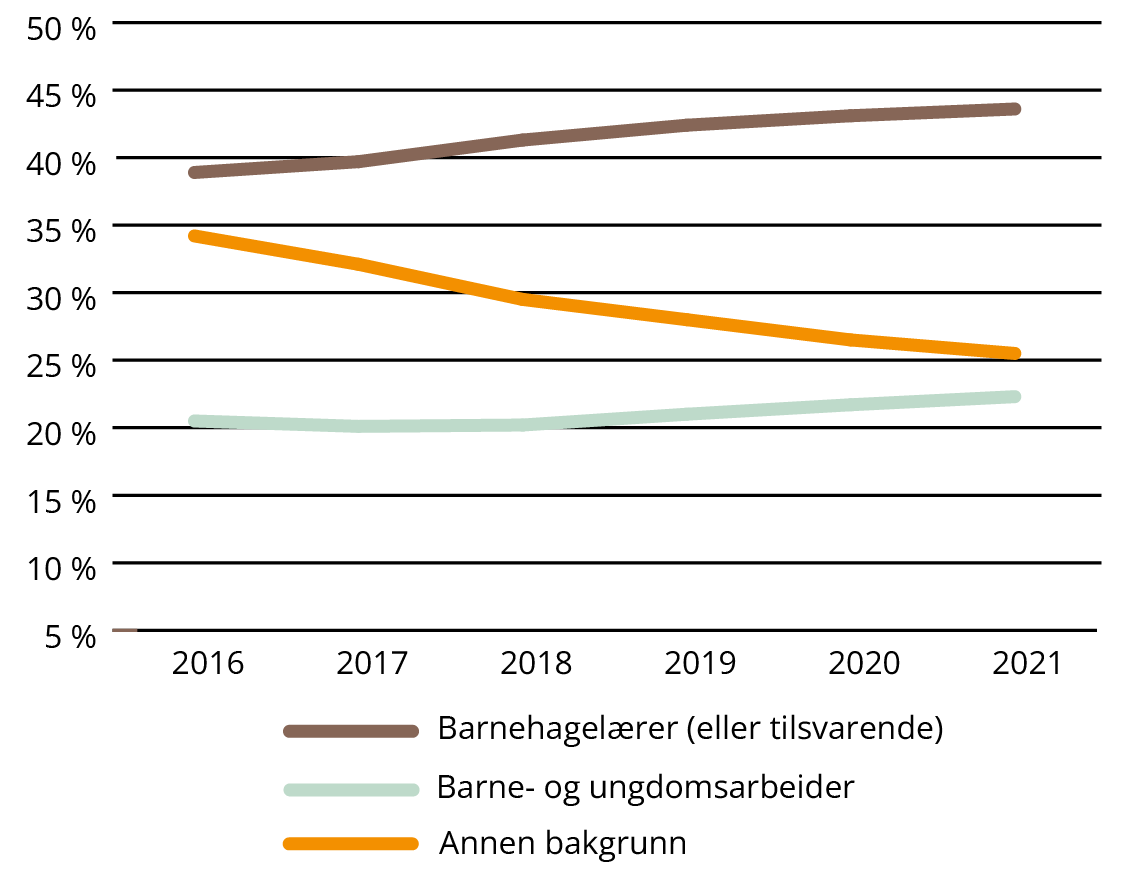 50 %
45 %
40 %
35 %
30 %
25 %
20 %
15 %
10 %
5 %
2016 2017 2018 2019 2020 2021
Barnehagelærer (eller tilsvarende)
Barne- og ungdomsarbeider
Annen bakgrunn